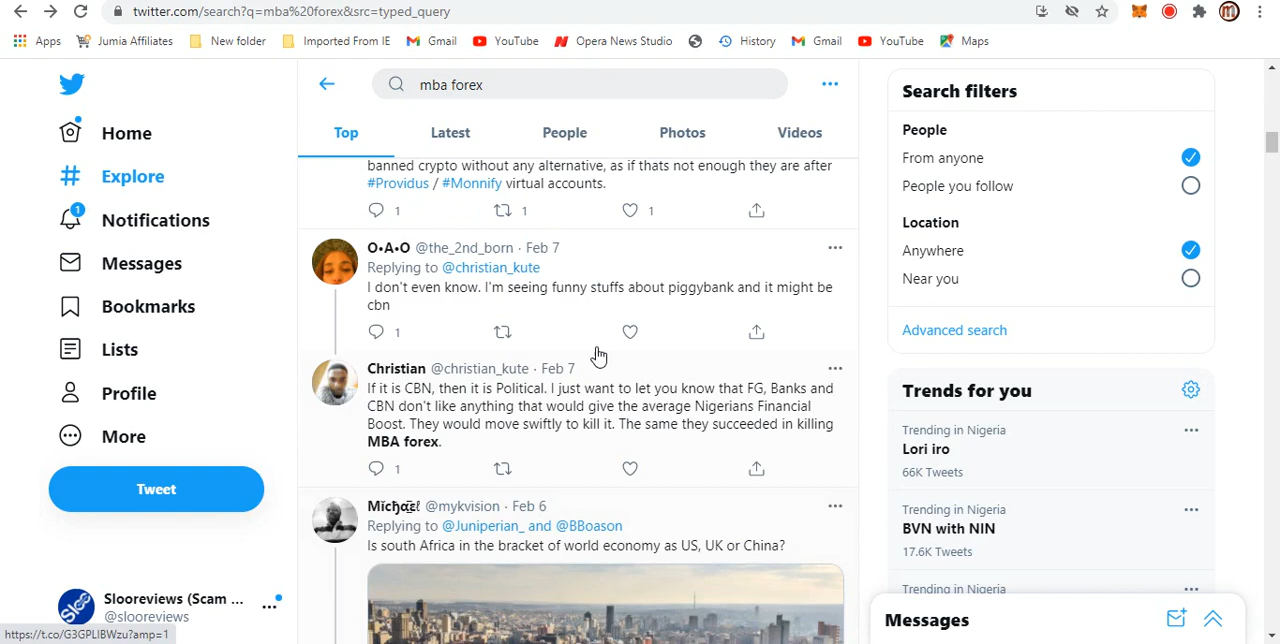 twitter.com/search?q=mba%20forex&src=typed_query
Apps Jumia Affiliates New folder Imported From IE Gmail YouTube Opera News Studio History Gmail YouTube Maps
Home
Explore
1
Notifications
Messages
Bookmarks
Lists
Profile
More
Tweet
Slooreviews (Scam ...
@slooreviews
https://t.co/G3GPLIBWzu?amp=1
mba forex
Top Latest People Photos Videos
banned crypto without any alternative, as if thats not enough they are after
#Providus / #Monnify virtual accounts.
1 1 1
O•A•O @the_2nd_born · Feb 7
Replying to @christian_kute
I don't even know. I'm seeing funny stuffs about piggybank and it might be
cbn
1
Christian @christian_kute · Feb 7
If it is CBN, then it is Political. I just want to let you know that FG, Banks and
CBN don't like anything that would give the average Nigerians Financial
Boost. They would move swiftly to kill it. The same they succeeded in killing
MBA forex.
1
@mykvision · Feb 6
Replying to @Juniperian_ and @BBoason
Is south Africa in the bracket of world economy as US, UK or China?
Search filters
People
From anyone
People you follow
Location
Anywhere
Near you
Advanced search
Trends for you
Trending in Nigeria
Lori iro
66K Tweets
Trending in Nigeria
BVN with NIN
17.6K Tweets
Trending in Nigeria
Messages